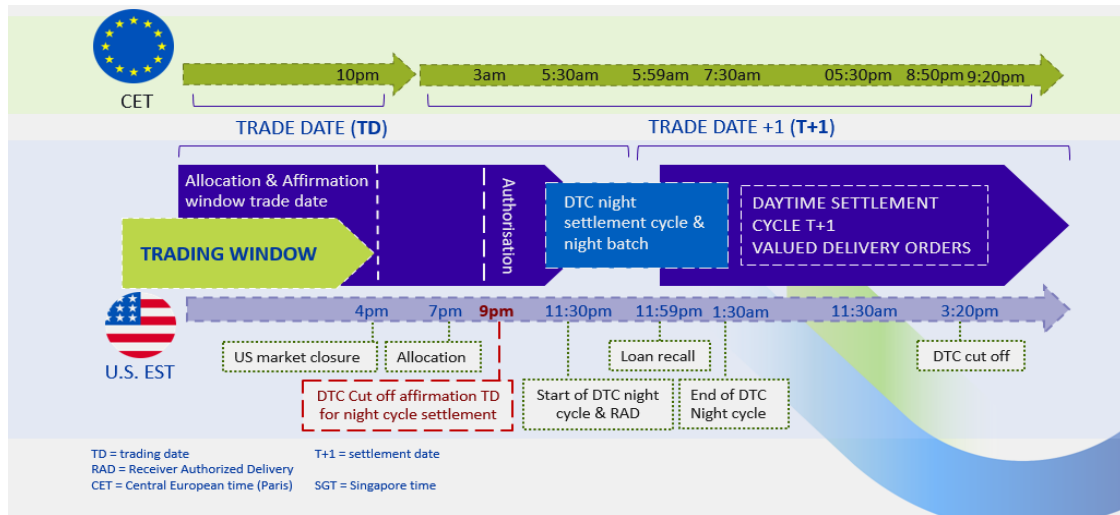 10pm
3am
5:30am
5:59am
7:30am
05:30pm
8:50pm
9:20pm
CET
TRADE DATE (TD)
TRADE DATE +1 (T+1)
Allocation & Affirmation
window trade date
TRADING WINDOW
Authorisation
DTC night
settlement cycle &
night batch
DAYTIME SETTLEMENT
CYCLE T+1
VALUED DELIVERY ORDERS
4pm
7pm
9pm
11:30pm
11:59pm
1:30am
11:30am
3:20pm
U.S. EST
US market closure
Allocation
Loan recall
DTC cut off
DTC Cut off affirmation TD
for night cycle settlement
Start of DTC night
cycle & RAD
End of DTC
Night cycle
TD = trading date
T+1 = settlement date
RAD = Receiver Authorized Delivery
CET = Central European time (Paris)
SGT = Singapore time